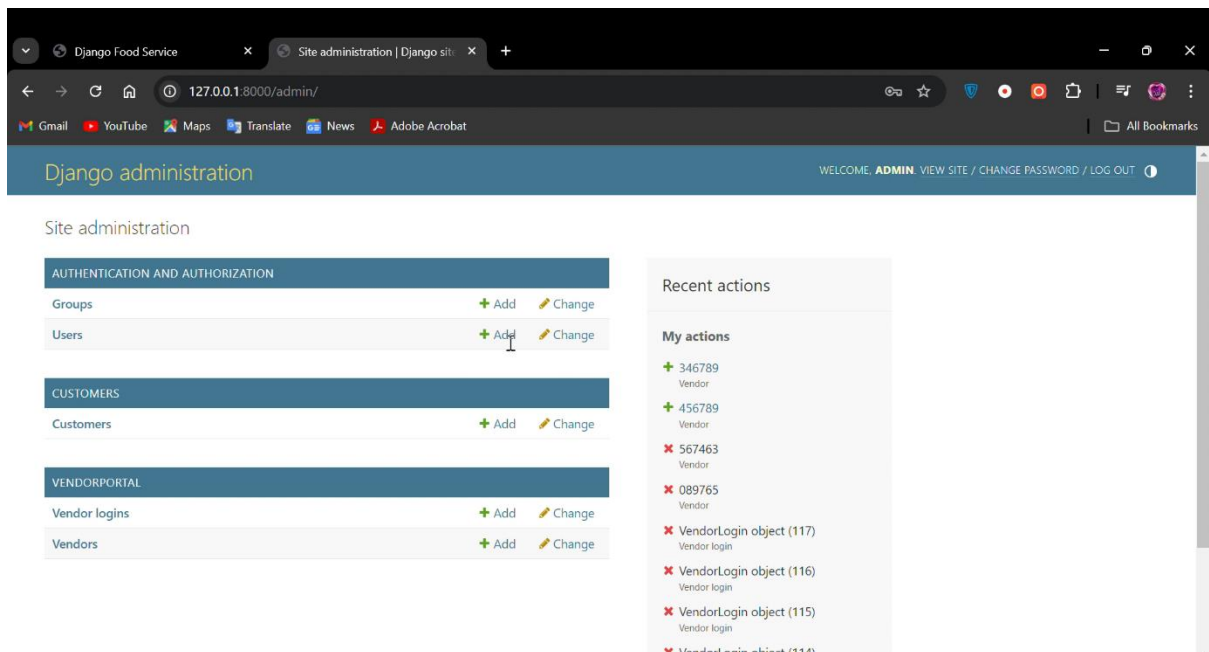 Django Food Service
Site administration | Django sit
127.0.0.1:8000/admin/
Gmail YouTube Maps Translate News Adobe Acrobat All Bookmarks
Django administration
WELCOME, ADMIN. VIEW SITE / CHANGE PASSWORD / LOG OUT
Site administration
AUTHENTICATION AND AUTHORIZATION
Groups Add Change
Users Add Change
CUSTOMERS
Customers Add Change
VENDORPORTAL
Vendor logins Add Change
Vendors Add Change
Recent actions
My actions
346789
Vendor
456789
Vendor
567463
Vendor
089765
Vendor
VendorLogin object (117)
Vendor login
VendorLogin object (116)
Vendor login
VendorLogin object (115)
Vendor login
VendorLogin object (114)